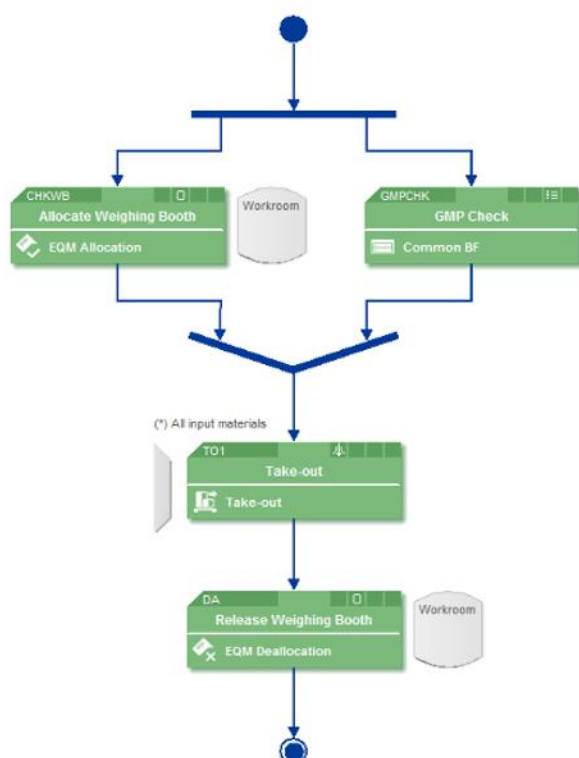 CHKWB
Allocate Weighing Booth
EQM Allocation
Workroom
GMPCHK
GMP Check
Common BF
(*) All input materials
TO1
Take-out
Take-out
DA
Release Weighing Booth
EQM Deallocation
Workroom